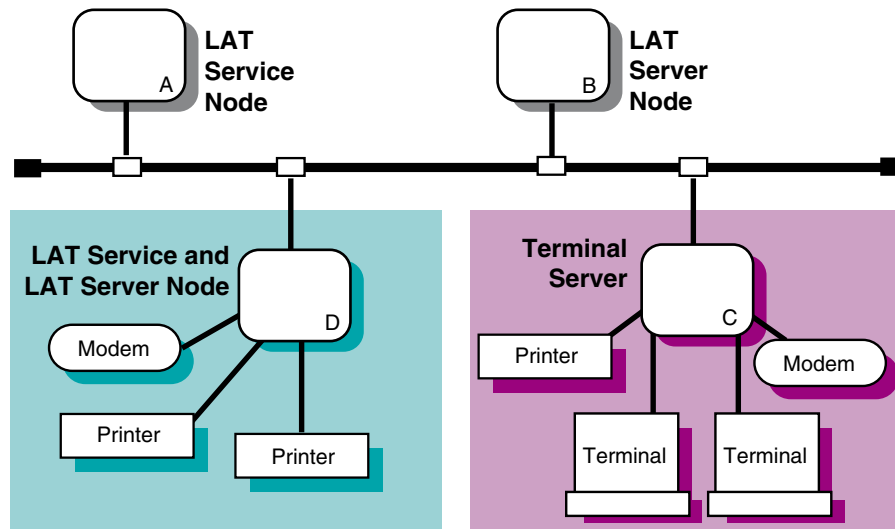 LAT
Service
Node
A
LAT
Server
Node
B
LAT Service and
LAT Server Node
D
Modem
Printer
Printer
Terminal
Server
C
Printer
Modem
Terminal
Terminal